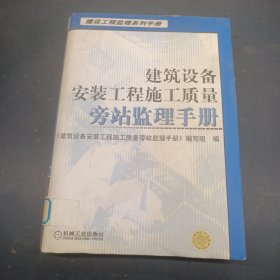 建设工程监理系列手册
建筑设备
安装工程施工质量
旁站监理手册
《建筑设备安装工程施工质量旁站监理手册》编写组 编
机械工业出版社
CHINA MACHINE PRESS